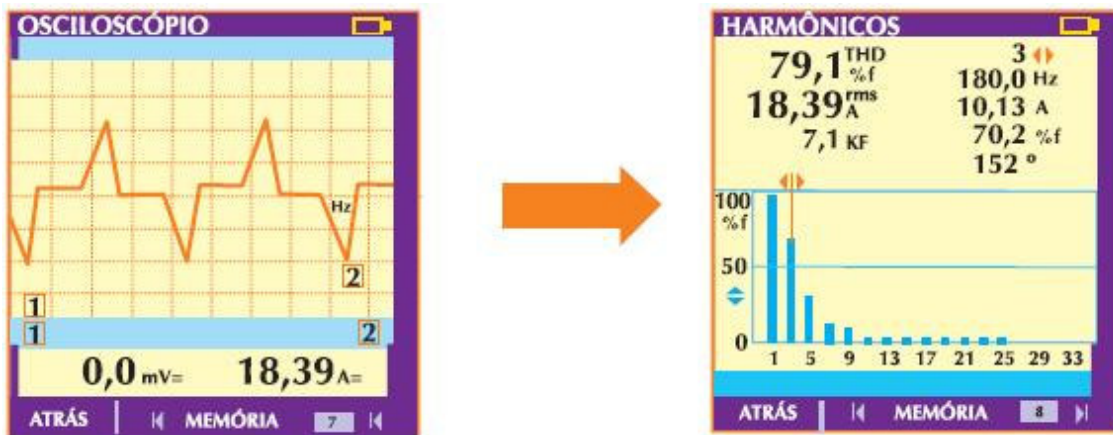 OSCILOSCÓPIO
Hz
2
1
1 2
0,0 mV= 18,39 A=
ATRÁS MEMÓRIA 7
HARMÔNICOS
79,1 THD %f
18,39 rms A
7,1 KF
3
180,0 Hz
10,13 A
70,2 %f
152 º
100
%f
50
0
1 5 9 13 17 21 25 29 33
ATRÁS MEMÓRIA 8